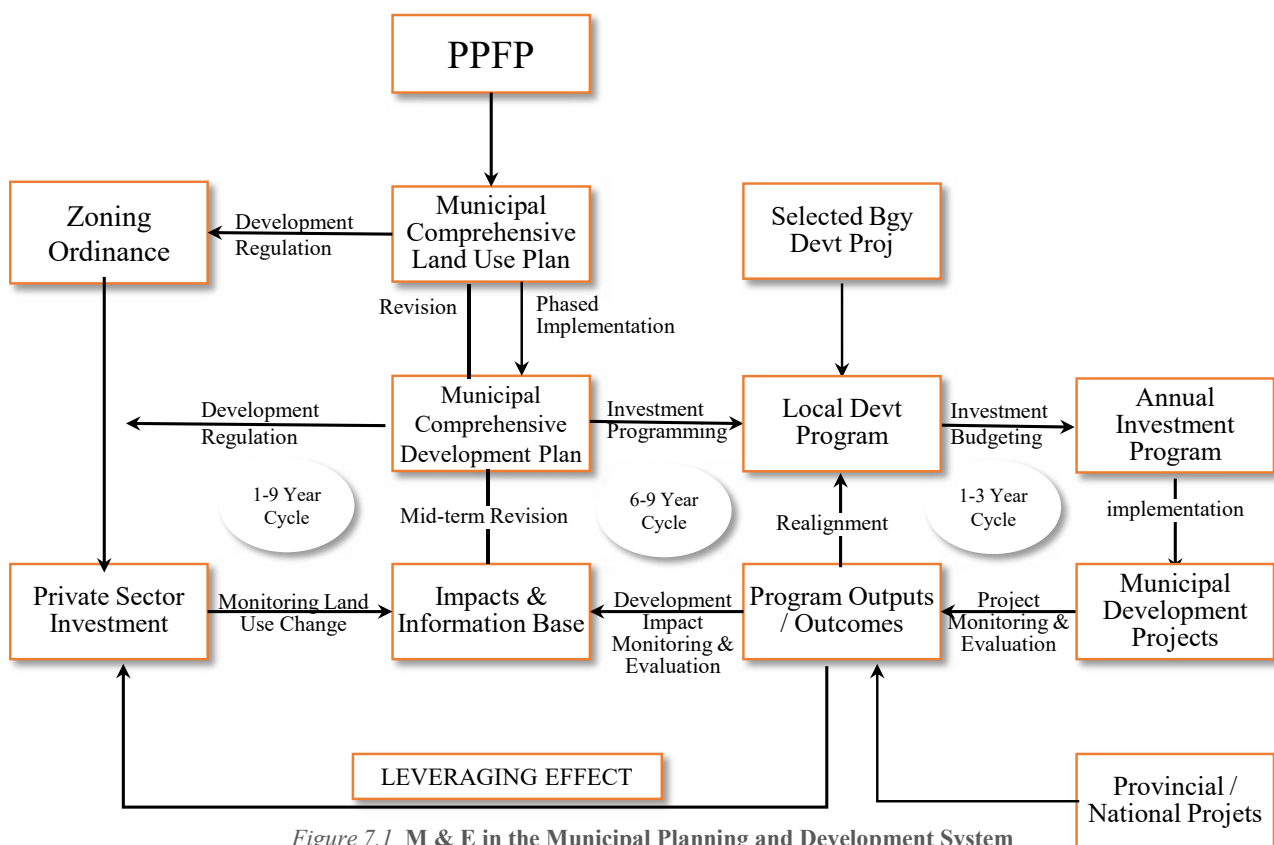 PPFP
Zoning
Ordinance
Development
Regulation
Municipal
Comprehensive
Land Use Plan
Selected Bgy
Devt Proj
Revision
Phased
Implementation
Development
Regulation
Municipal
Comprehensive
Development Plan
Investment
Programming
Local Devt
Program
Investment
Budgeting
Annual
Investment
Program
1-9 Year
Cycle
Mid-term Revision
6-9 Year
Cycle
Realignment
1-3 Year
Cycle
implementation
Private Sector
Investment
Monitoring Land
Use Change
Impacts &
Information Base
Development
Impact
Monitoring &
Evaluation
Program Outputs
/ Outcomes
Project
Monitoring &
Evaluation
Municipal
Development
Projects
LEVERAGING EFFECT
Provincial /
National Projets
Figure 7.1 M & E in the Municipal Planning and Development System